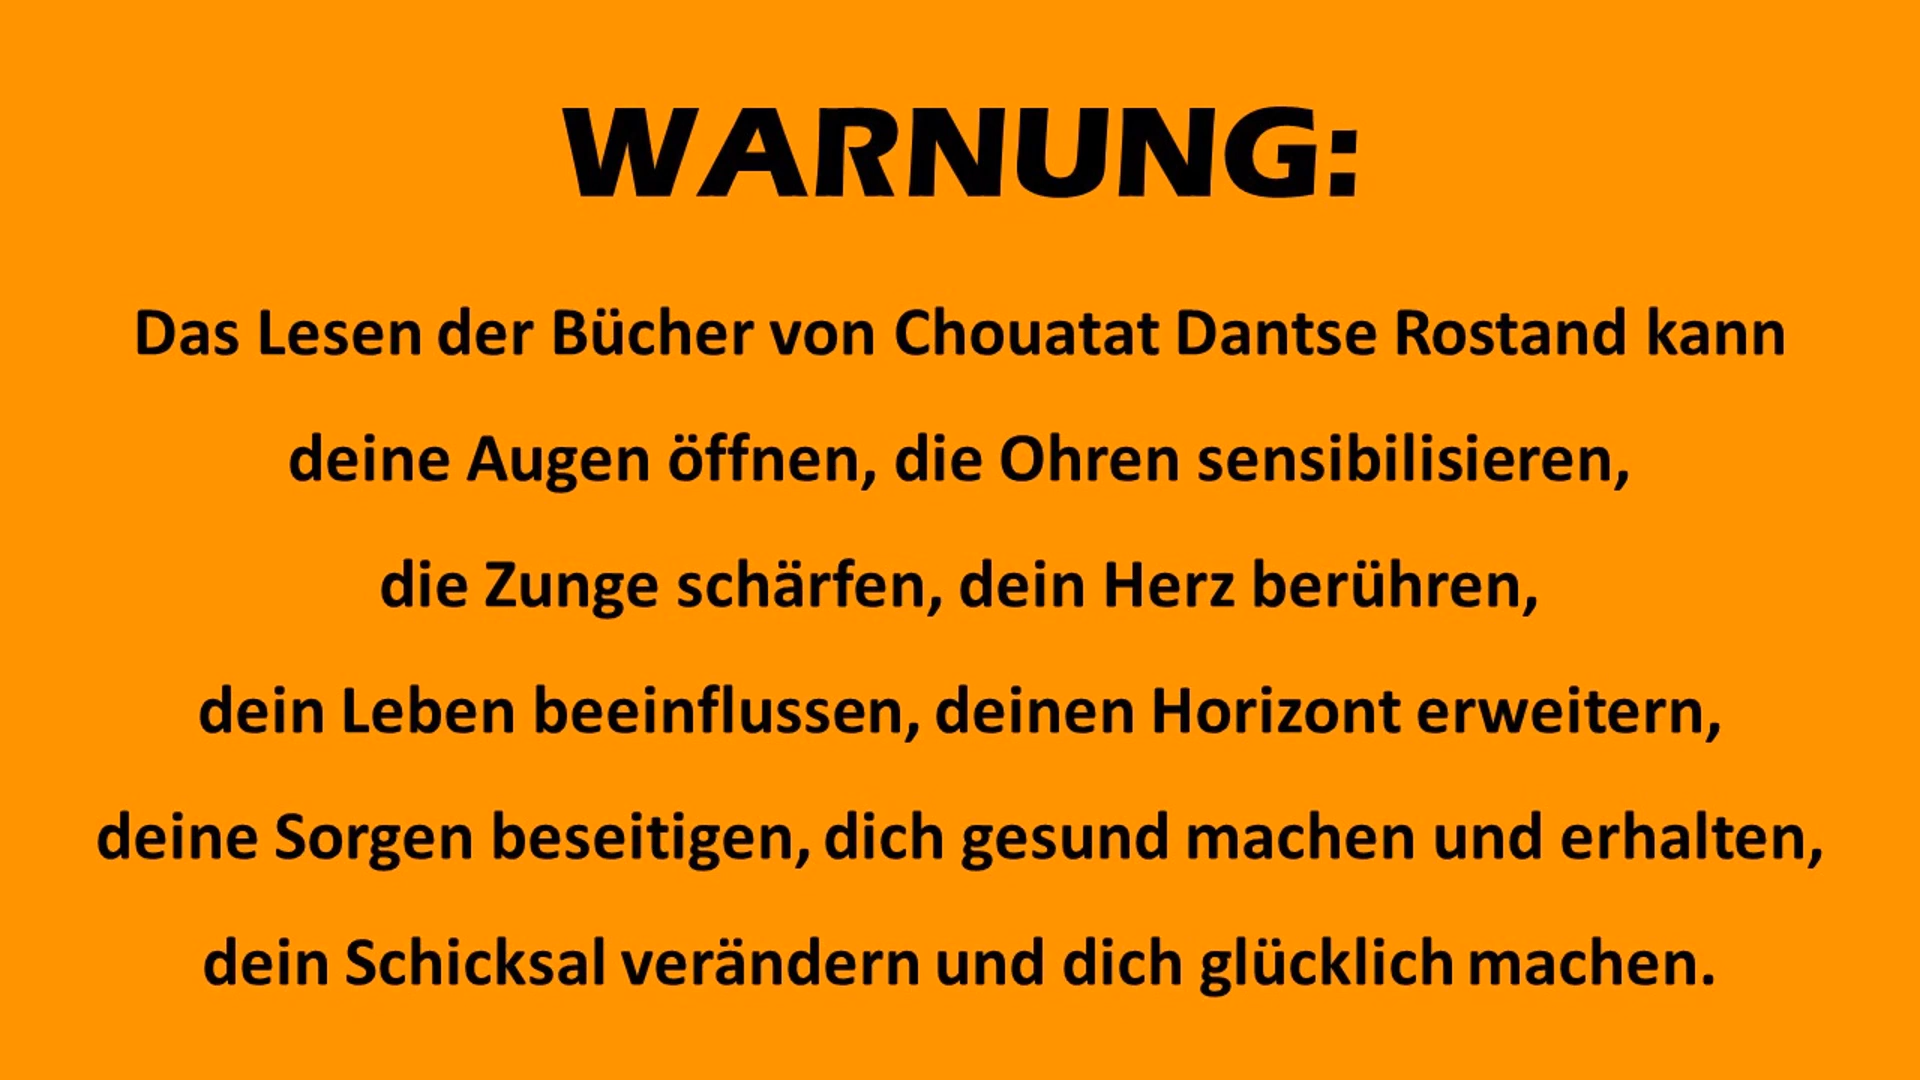 WARNUNG:
Das Lesen der Bücher von Chouatat Dantse Rostand kann
deine Augen öffnen, die Ohren sensibilisieren,
die Zunge schärfen, dein Herz berühren,
dein Leben beeinflussen, deinen Horizont erweitern,
deine Sorgen beseitigen, dich gesund machen und erhalten,
dein Schicksal verändern und dich glücklich machen.